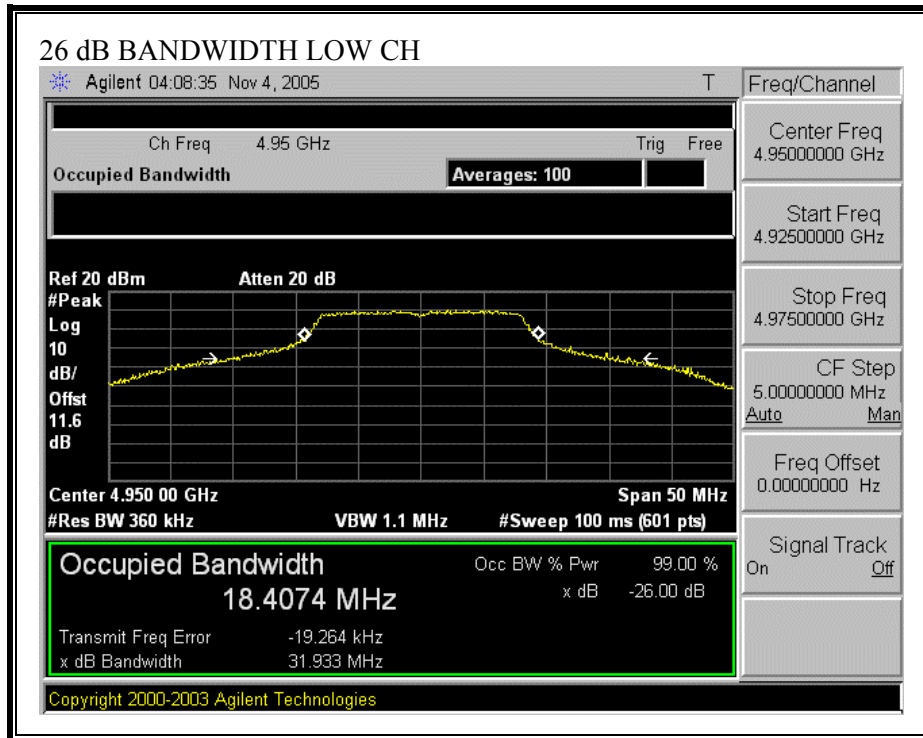 26 dB BANDWIDTH LOW CH
Agilent 04:08:35 Nov 4, 2005 T
Freq/Channel
Ch Freq 4.95 GHz Trig Free
Occupied Bandwidth Averages: 100
Ref 20 dBm Atten 20 dB
#Peak
Log
10
dB/
Offst
11.6
dB
Center 4.950 00 GHz Span 50 MHz
#Res BW 360 kHz VBW 1.1 MHz #Sweep 100 ms (601 pts)
Occupied Bandwidth Occ BW % Pwr 99.00 %
18.4074 MHz x dB -26.00 dB
Transmit Freq Error -19.264 kHz
x dB Bandwidth 31.933 MHz
Copyright 2000-2003 Agilent Technologies
Center Freq
4.95000000 GHz
Start Freq
4.92500000 GHz
Stop Freq
4.97500000 GHz
CF Step
5.00000000 MHz
Auto Man
Freq Offset
0.00000000 Hz
Signal Track
On Off